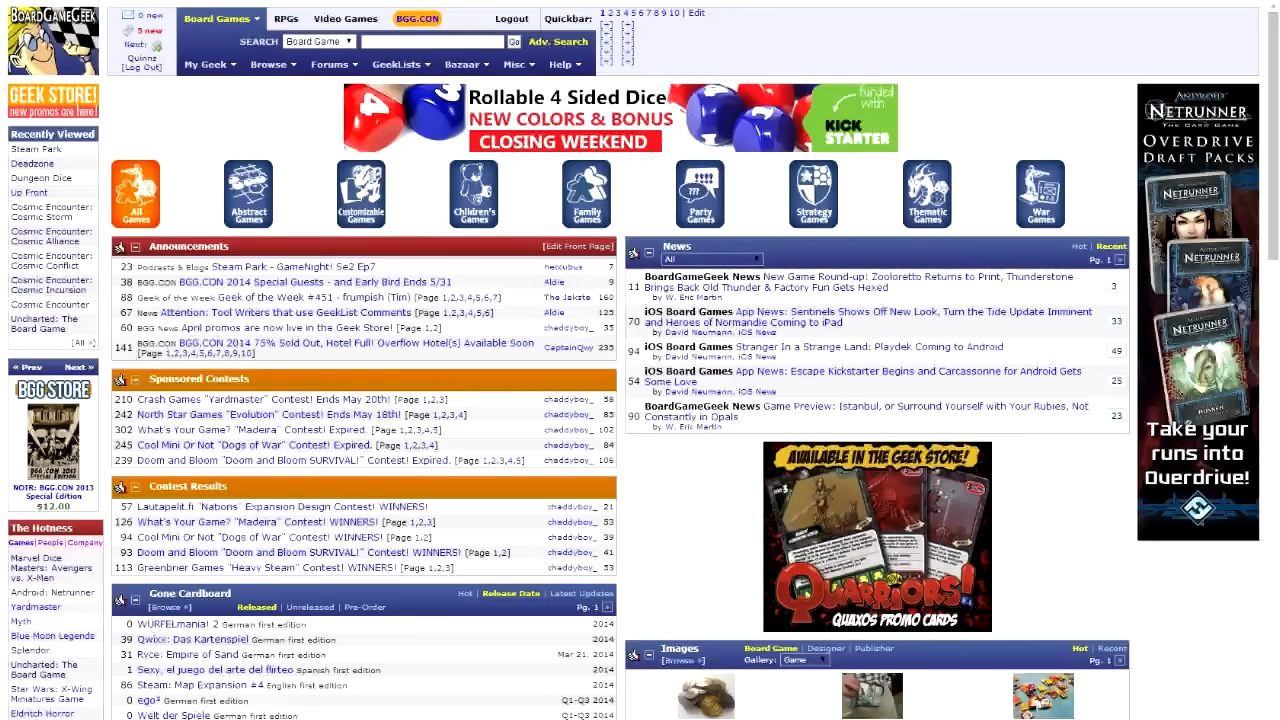 BOARDGAMEGEEK
0 new
5 new
Next:
Quinns
[Log Out]
Board Games
RPGs
Video Games
BGG.CON
Logout
Quickbar:
1 2 3 4 5 6 7 8 9 10 | Edit
SEARCH
Board Game
Go
Adv. Search
My Geek
Browse
Forums
GeekLists
Bazaar
Misc
Help
GEEK STORE!
new promos are here!
Recently Viewed
Steam Park
Deadzone
Dungeon Dice
Up Front
Cosmic Encounter:
Cosmic Storm
Cosmic Encounter:
Cosmic Alliance
Cosmic Encounter:
Cosmic Conflict
Cosmic Encounter:
Cosmic Incursion
Cosmic Encounter
Uncharted: The
Board Game
[All »]
« Prev
Next »
BGG STORE
BGG.CON 2013
NOIR: BGG.CON 2013
Special Edition
$12.00
The Hotness
Games|People|Company
Marvel Dice
Masters: Avengers
vs. X-Men
Android: Netrunner
Yardmaster
Myth
Blue Moon Legends
Splendor
Uncharted: The
Board Game
Star Wars: X-Wing
Miniatures Game
Eldritch Horror
Rollable 4 Sided Dice
NEW COLORS & BONUS
CLOSING WEEKEND
funded
with
KICK
STARTER
All
Games
Abstract
Games
Customizable
Games
Children's
Games
Family
Games
???
Party
Games
Strategy
Games
Thematic
Games
War
Games
Announcements
[Edit Front Page]
23 Podcasts & Blogs Steam Park - GameNight! Se2 Ep7 heccubus 7
38 BGG.CON BGG.CON 2014 Special Guests - and Early Bird Ends 5/31 Aldie 9
88 Geek of the Week Geek of the Week #451 - frumpish (Tim) [Page 1,2,3,4,5,6,7] The Jakate 160
67 News Attention: Tool Writers that use GeekList Comments [Page 1,2,3,4,5,6] Aldie 125
60 BGG News April promos are now live in the Geek Store! [Page 1,2] chaddyboy_ 35
141 BGG.CON BGG.CON 2014 75% Sold Out, Hotel Full! Overflow Hotel(s) Available Soon CaptainQwy 235
[Page 1,2,3,4,5,6,7,8,9,10]
Sponsored Contests
210 Crash Games "Yardmaster" Contest! Ends May 20th! [Page 1,2,3] chaddyboy_ 58
242 North Star Games "Evolution" Contest! Ends May 18th! [Page 1,2,3,4] chaddyboy_ 85
302 What's Your Game? "Madeira" Contest! Expired. [Page 1,2,3,4,5] chaddyboy_ 102
245 Cool Mini Or Not "Dogs of War" Contest! Expired. [Page 1,2,3,4] chaddyboy_ 84
239 Doom and Bloom "Doom and Bloom SURVIVAL!" Contest! Expired. [Page 1,2,3,4,5] chaddyboy_ 106
Contest Results
57 Lautapelit.fi "Nations" Expansion Design Contest! WINNERS! chaddyboy_ 21
126 What's Your Game? "Madeira" Contest! WINNERS! [Page 1,2,3] chaddyboy_ 53
94 Cool Mini Or Not "Dogs of War" Contest! WINNERS! [Page 1,2] chaddyboy_ 39
93 Doom and Bloom "Doom and Bloom SURVIVAL!" Contest! WINNERS! [Page 1,2] chaddyboy_ 41
113 Greenbrier Games "Heavy Steam" Contest! WINNERS! [Page 1,2,3] chaddyboy_ 53
Gone Cardboard
Hot | Release Date | Latest Updates
[Browse »]
Released | Unreleased | Pre-Order
Pg. 1 »
0 WÜRFELmania! 2 German first edition 2014
39 Qwixx: Das Kartenspiel German first edition 2014
31 Ryce: Empire of Sand German first edition Mar 21, 2014
1 Sexy, el juego del arte del flirteo Spanish first edition 2014
86 Steam: Map Expansion #4 English first edition 2014
0 ego² German first edition Q1-Q3 2014
0 Welt der Spiele German first edition Q1-Q3 2014
News
Hot | Recent
All
Pg. 1 »
11 BoardGameGeek News New Game Round-up! Zooloretto Returns to Print, Thunderstone 3
Brings Back Old Thunder & Factory Fun Gets Hexed
by W. Eric Martin
70 iOS Board Games App News: Sentinels Shows Off New Look, Turn the Tide Update Imminent 33
and Heroes of Normandie Coming to iPad
by David Neumann, iOS News
94 iOS Board Games Stranger In a Strange Land: Playdek Coming to Android 49
by David Neumann, iOS News
54 iOS Board Games App News: Escape Kickstarter Begins and Carcassonne for Android Gets 25
Some Love
by David Neumann, iOS News
90 BoardGameGeek News Game Preview: Istanbul, or Surround Yourself with Your Rubies, Not 23
Constantly in Opals
by W. Eric Martin
AVAILABLE IN THE GEEK STORE!
QUARRIORS!
QUAXOS PROMO CARDS
Images
Board Game | Designer | Publisher
Hot | Recent
[Browse »]
Gallery: Game
Pg. 1 »
ANDROID
NETRUNNER
THE CARD GAME
OVERDRIVE
DRAFT PACKS
NETRUNNER
NETRUNNER
NETRUNNER
RUNNER
Take your
runs into
Overdrive!